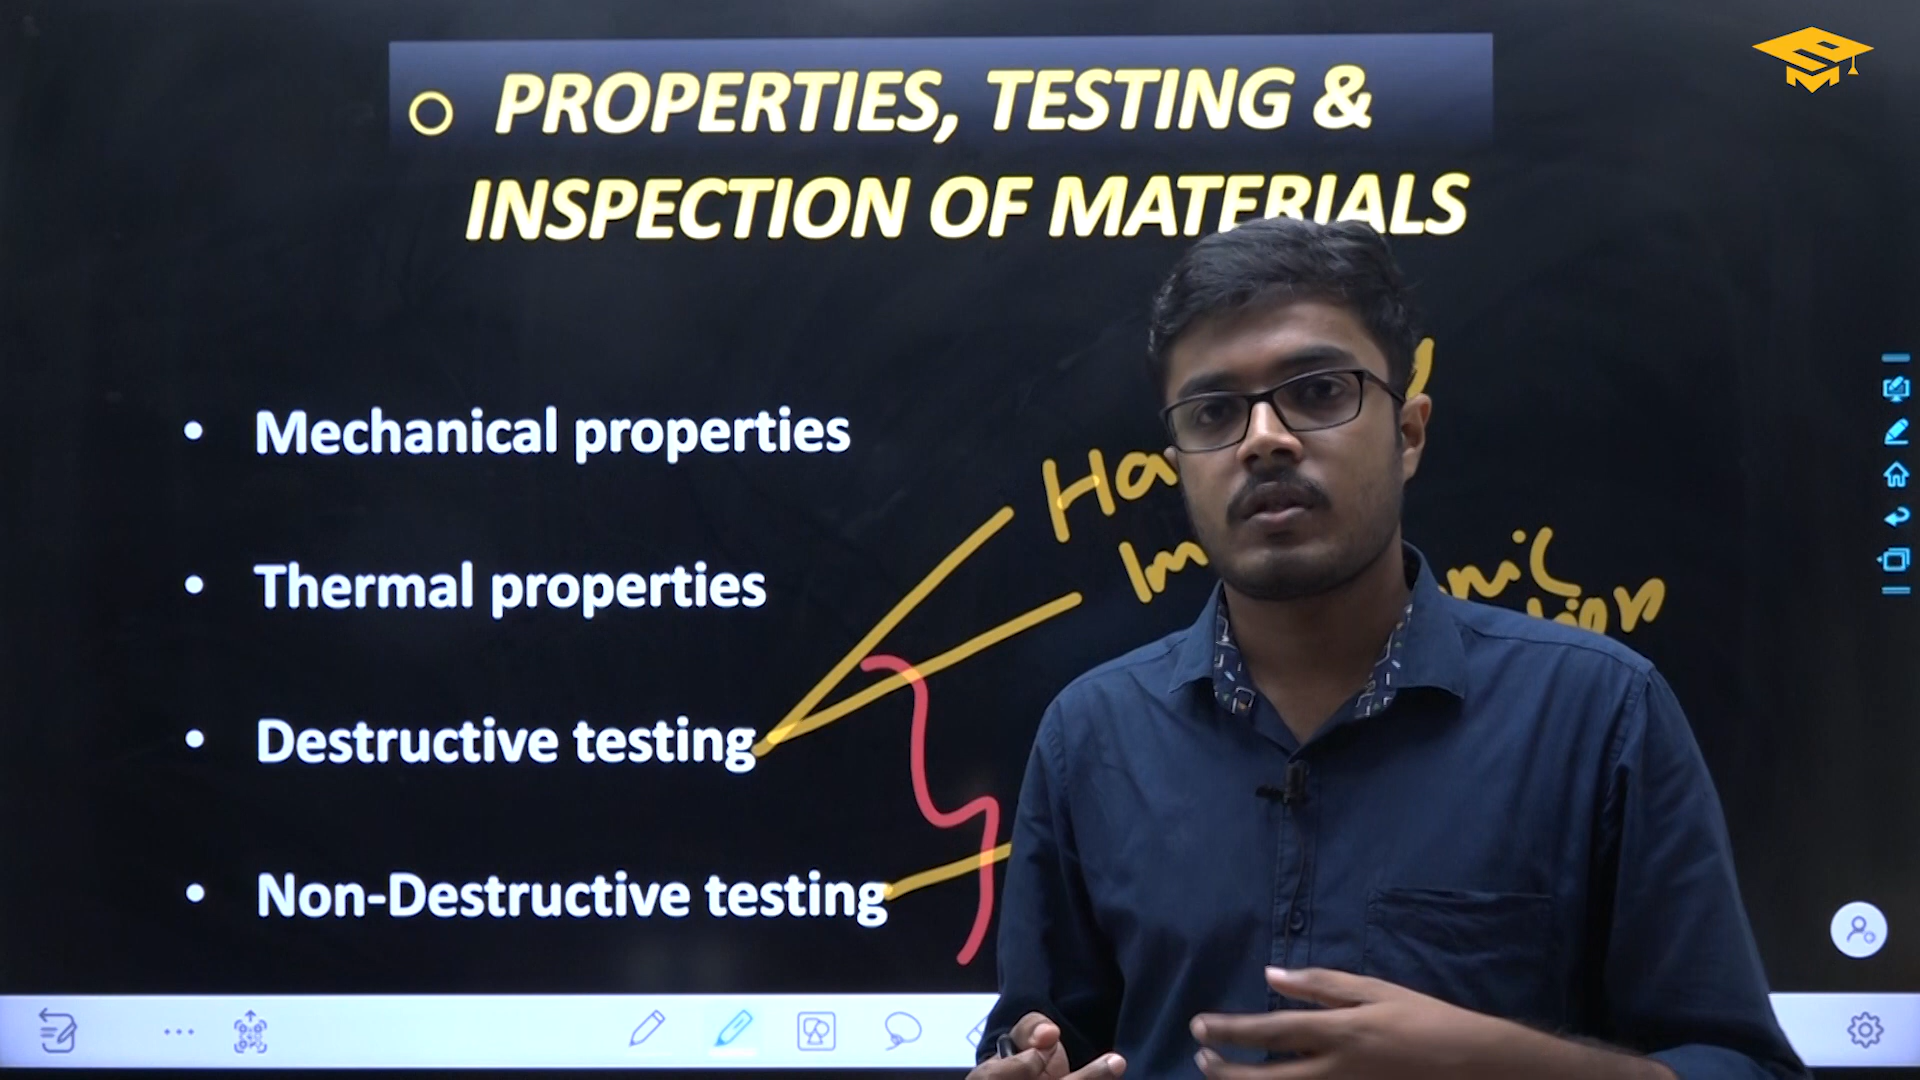 PROPERTIES, TESTING &
INSPECTION OF MATERIALS
• Mechanical properties
• Thermal properties
• Destructive testing
• Non-Destructive testing